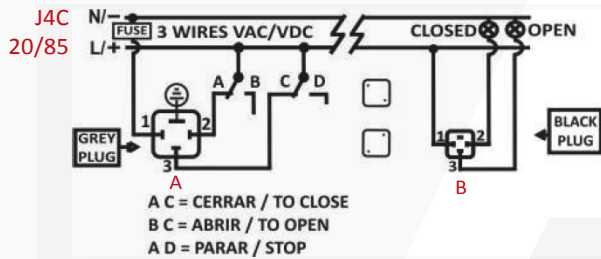 J4C
20/85
N/-
FUSE 3 WIRES VAC/VDC
L/+
CLOSED OPEN
A B C D
1 2
3
GREY PLUG
A
1 2
3
BLACK PLUG
B
A C = CERRAR / TO CLOSE
B C = ABRIR / TO OPEN
A D = PARAR / STOP